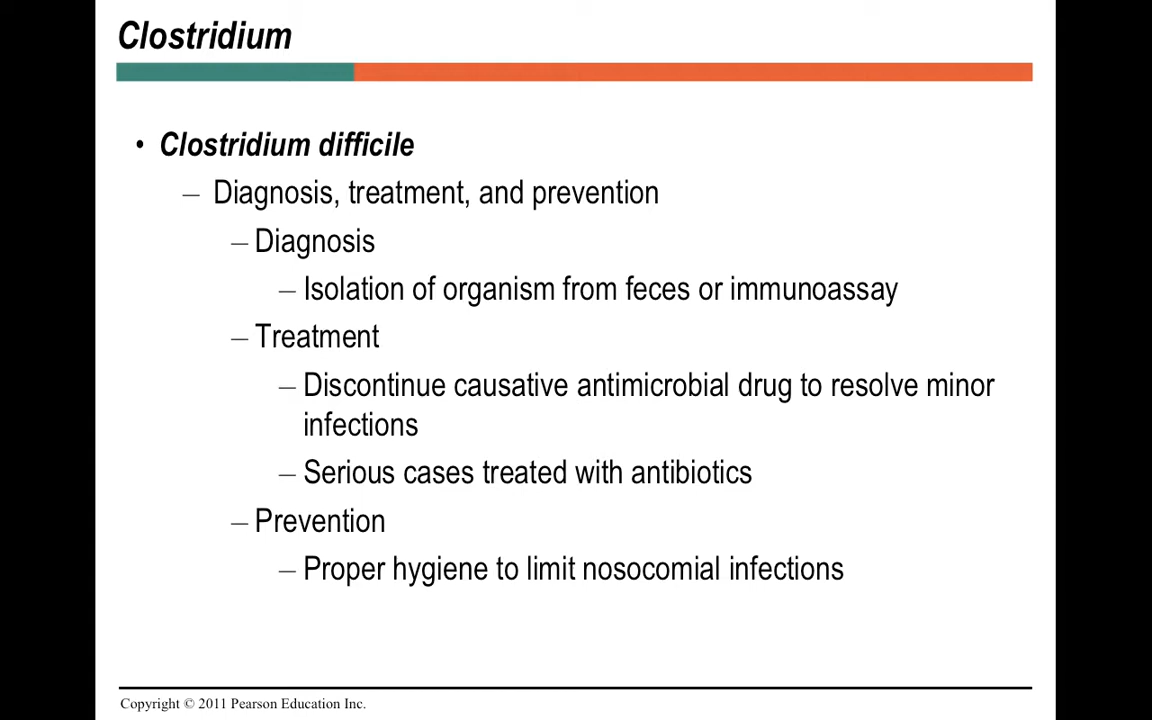 Clostridium
• Clostridium difficile
– Diagnosis, treatment, and prevention
– Diagnosis
– Isolation of organism from feces or immunoassay
– Treatment
– Discontinue causative antimicrobial drug to resolve minor
infections
– Serious cases treated with antibiotics
– Prevention
– Proper hygiene to limit nosocomial infections
Copyright © 2011 Pearson Education Inc.